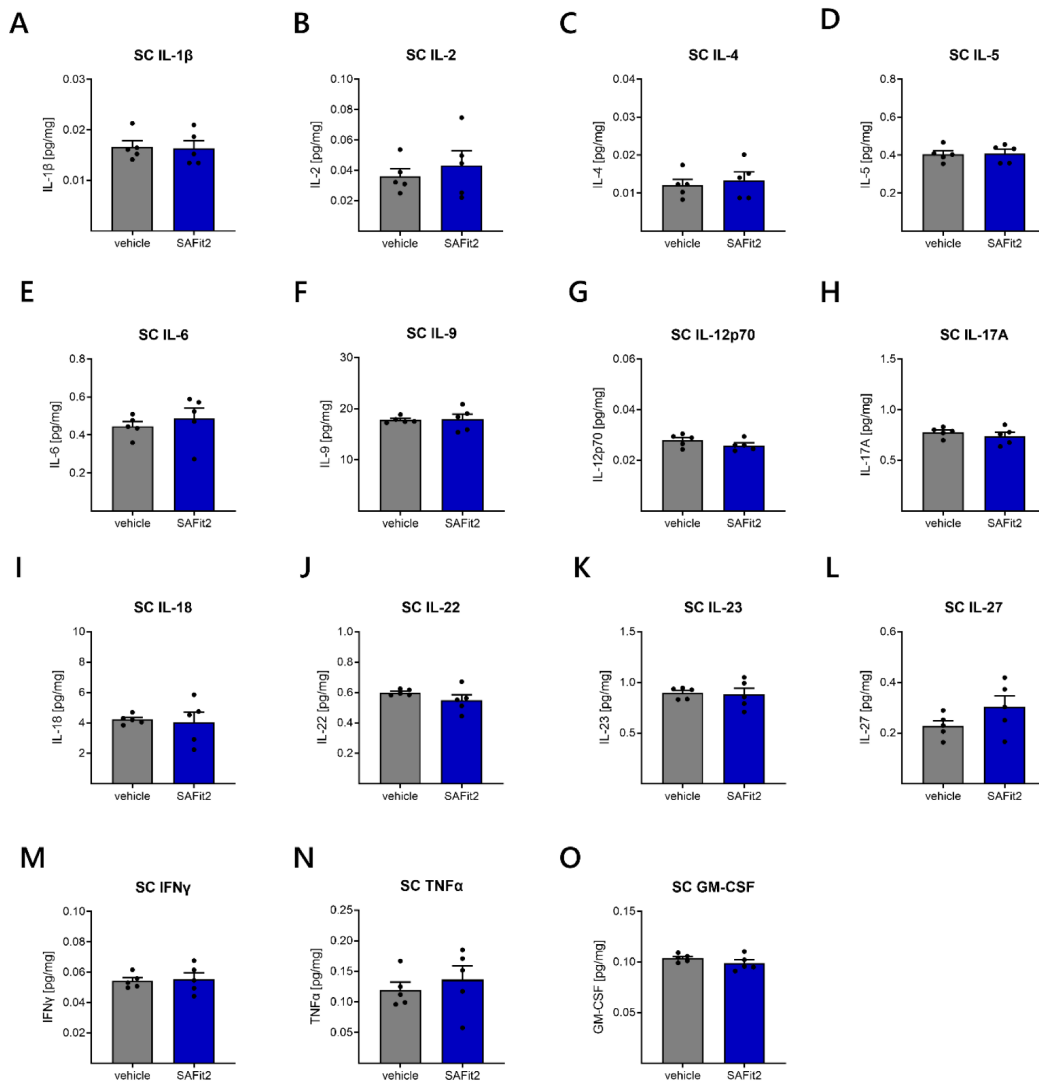 A
B
C
D
SC IL-1β
SC IL-2
SC IL-4
SC IL-5
IL-1β [pg/mg]
0.03
0.02
0.01
vehicle
SAFit2
IL-2 [pg/mg]
0.10
0.08
0.06
0.04
0.02
vehicle
SAFit2
IL-4 [pg/mg]
0.04
0.03
0.02
0.01
vehicle
SAFit2
IL-5 [pg/mg]
0.8
0.6
0.4
0.2
vehicle
SAFit2
E
F
G
H
SC IL-6
SC IL-9
SC IL-12p70
SC IL-17A
IL-6 [pg/mg]
0.8
0.6
0.4
0.2
vehicle
SAFit2
IL-9 [pg/mg]
30
20
10
vehicle
SAFit2
IL-12p70 [pg/mg]
0.06
0.04
0.02
vehicle
SAFit2
IL-17A [pg/mg]
1.5
1.0
0.5
vehicle
SAFit2
I
J
K
L
SC IL-18
SC IL-22
SC IL-23
SC IL-27
IL-18 [pg/mg]
10
8
6
4
2
vehicle
SAFit2
IL-22 [pg/mg]
1.0
0.8
0.6
0.4
0.2
vehicle
SAFit2
IL-23 [pg/mg]
1.5
1.0
0.5
vehicle
SAFit2
IL-27 [pg/mg]
0.6
0.4
0.2
vehicle
SAFit2
M
N
O
SC IFNγ
SC TNFα
SC GM-CSF
IFNγ [pg/mg]
0.10
0.08
0.06
0.04
0.02
vehicle
SAFit2
TNFα [pg/mg]
0.25
0.20
0.15
0.10
0.05
vehicle
SAFit2
GM-CSF [pg/mg]
0.15
0.10
0.05
vehicle
SAFit2